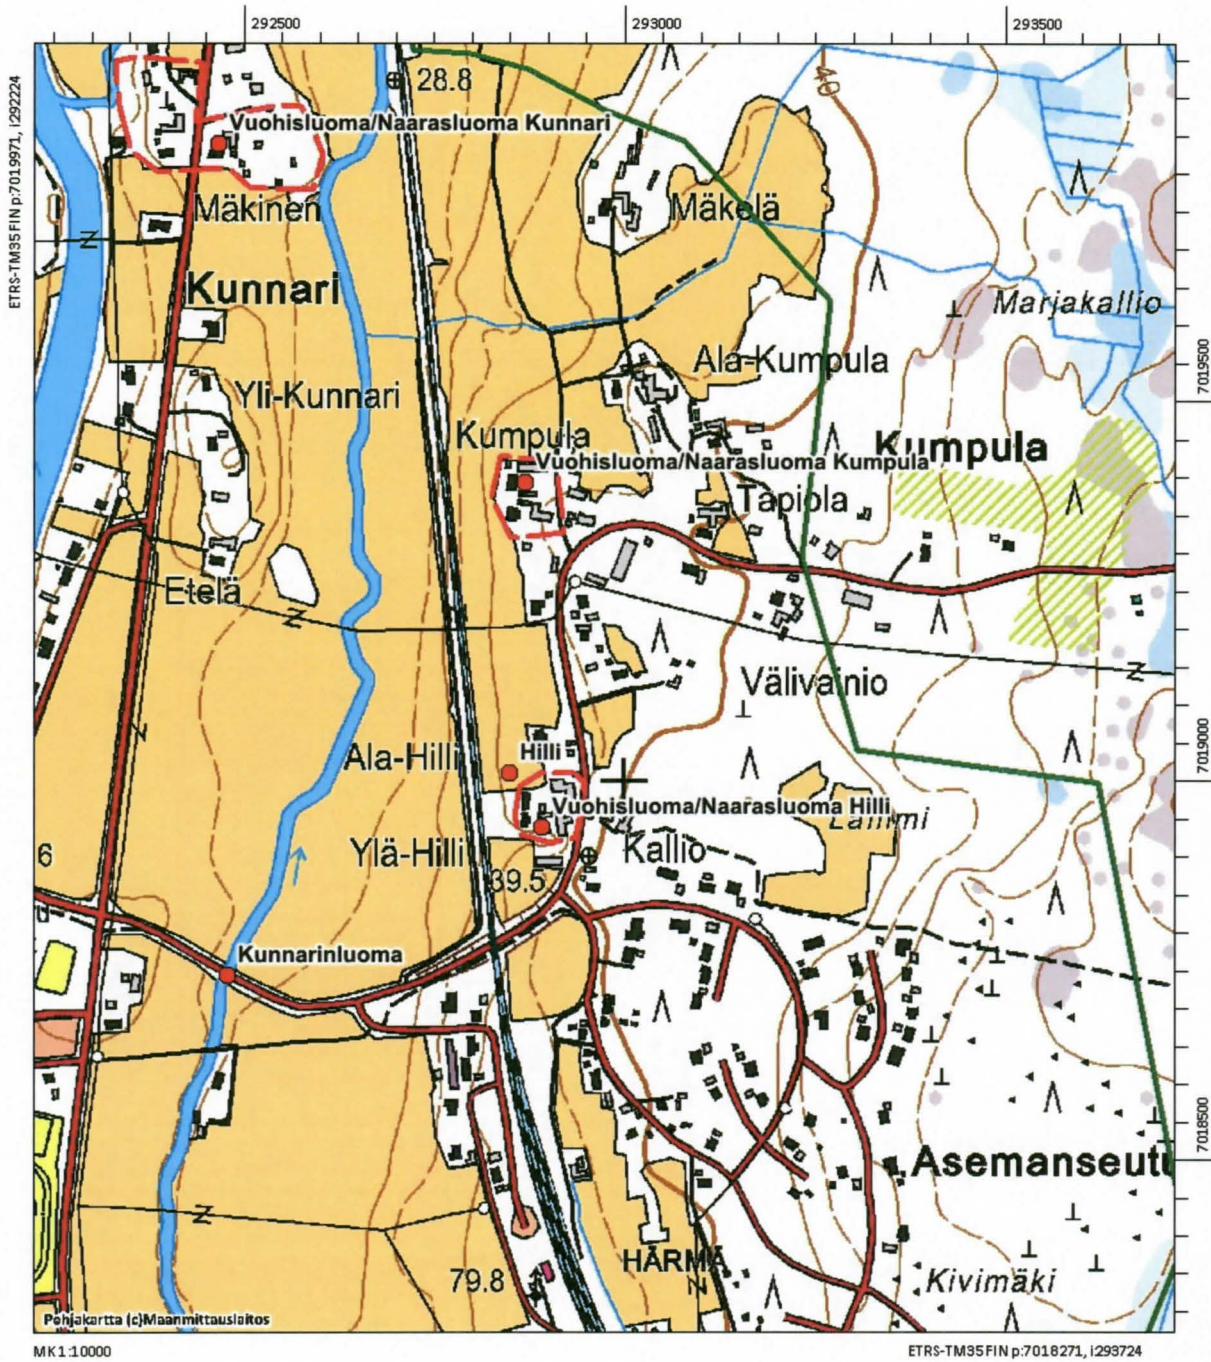 292500
293000
293500
ETRS-TM35FIN p:7019971, i292224
28.8
40
Vuohisluoma/Naarasluoma Kunnari
Mäkinen
Mäkelä
Kunnari
Marjakallio
7019500
Ala-Kumpula
Yli-Kunnari
Kumpula
Kumpula
Vuohisluoma/Naarasluoma Kumpula
Tapiola
Etelä
Välivainio
7019000
Ala-Hilli
Hilli
Vuohisluoma/Naarasluoma Hilli
Lammi
6
Ylä-Hilli
Kallio
39.5
Kunnarinluoma
7018500
Asemanseutu
HÄRMÄ
79.8
Kivimäki
Pohjakartta (c)Maanmittauslaitos
MK1:10000
ETRS-TM35FIN p:7018271, i293724